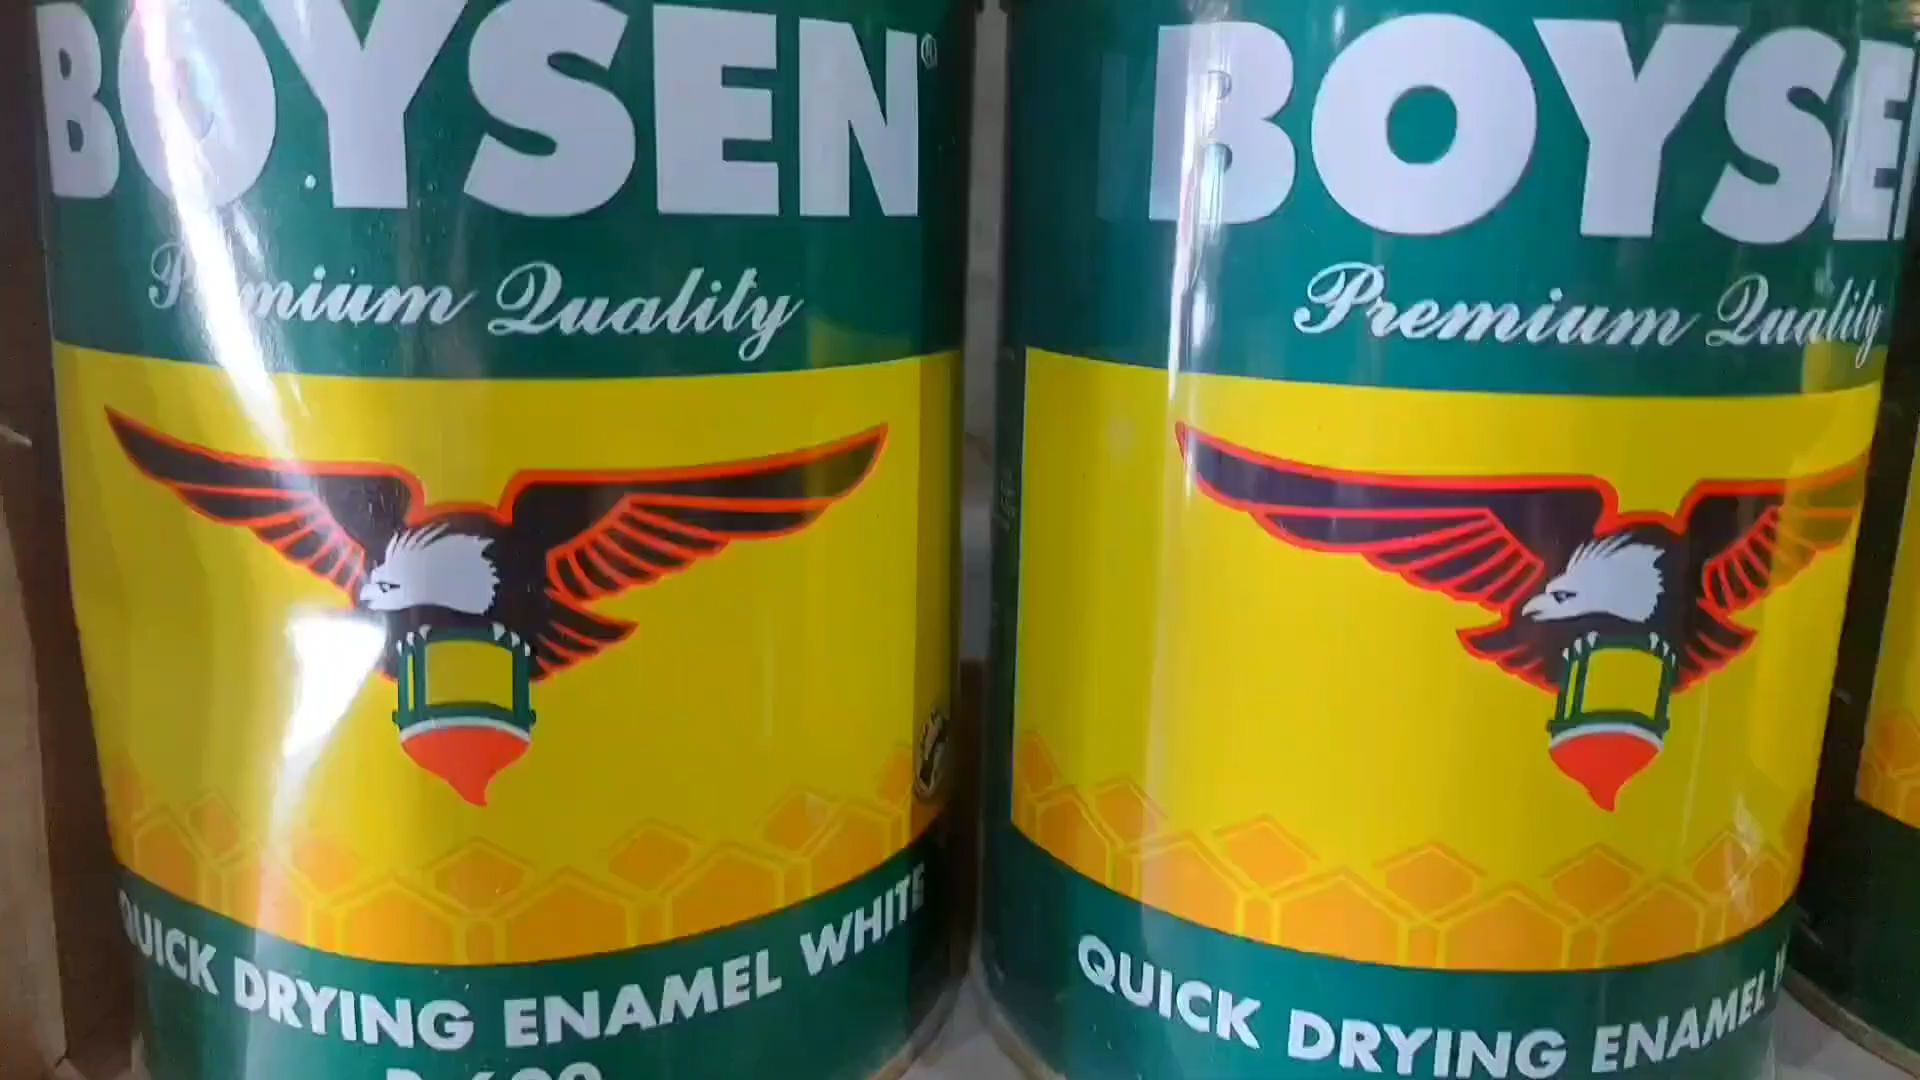 BOYSEN®
Premium Quality
QUICK DRYING ENAMEL WHITE
BOYSE
Premium Quality
QUICK DRYING ENAMEL